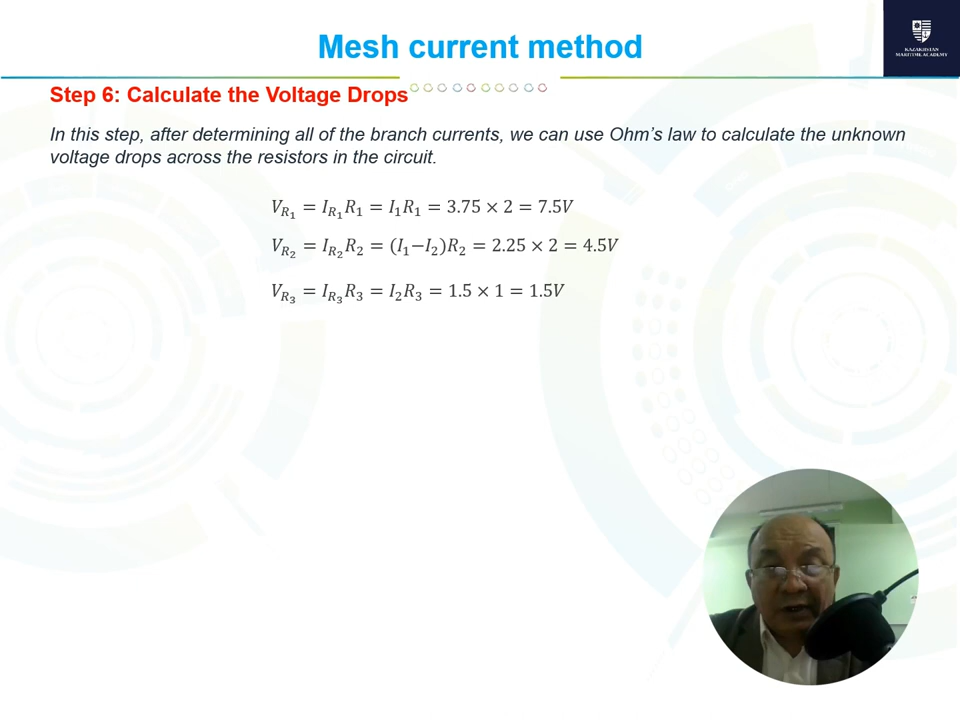 Mesh current method
KAZAKHSTAN
MARITIME ACADEMY
Step 6: Calculate the Voltage Drops
In this step, after determining all of the branch currents, we can use Ohm's law to calculate the unknown
voltage drops across the resistors in the circuit.
V_{R_1} = I_{R_1}R_1 = I_1R_1 = 3.75 × 2 = 7.5V
V_{R_2} = I_{R_2}R_2 = (I_1−I_2)R_2 = 2.25 × 2 = 4.5V
V_{R_3} = I_{R_3}R_3 = I_2R_3 = 1.5 × 1 = 1.5V